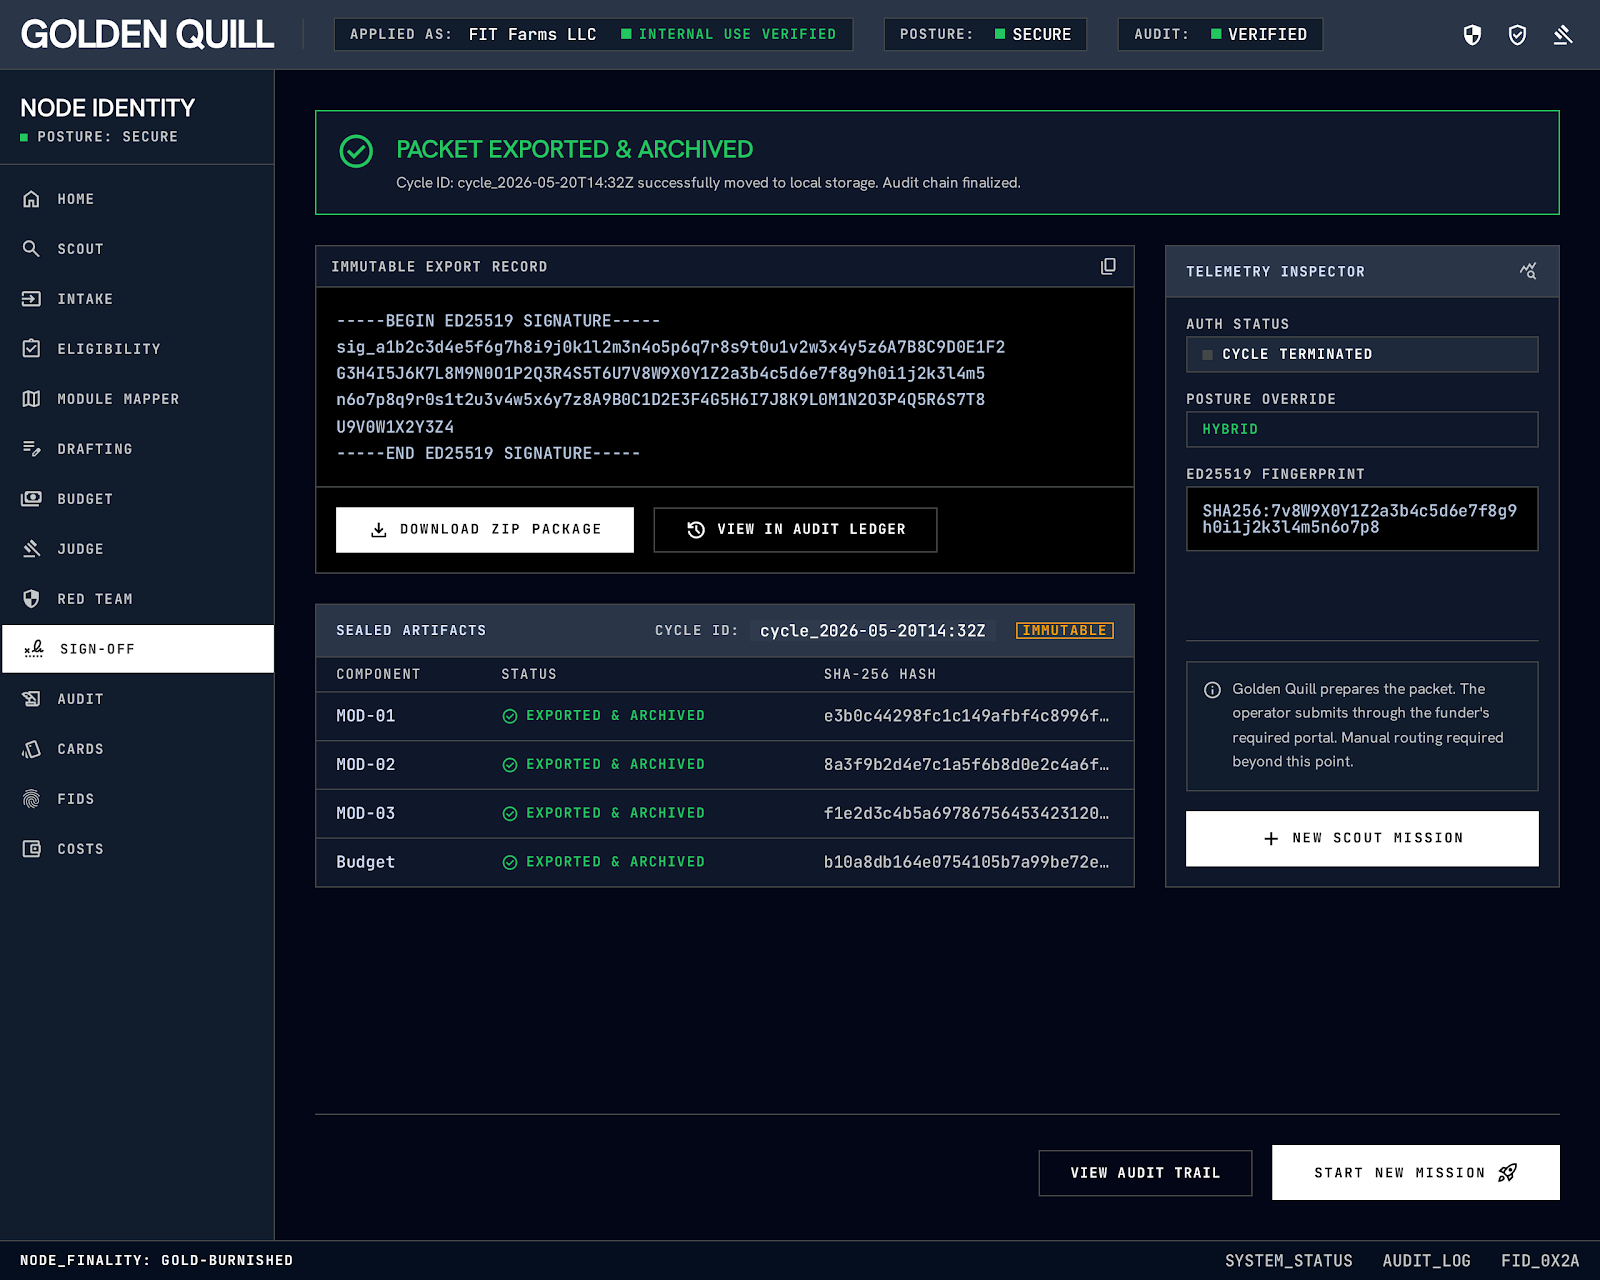 GOLDEN QUILL
APPLIED AS: FIT Farms LLC INTERNAL USE VERIFIED
POSTURE: SECURE
AUDIT: VERIFIED
NODE IDENTITY
POSTURE: SECURE
HOME
SCOUT
INTAKE
ELIGIBILITY
MODULE MAPPER
DRAFTING
BUDGET
JUDGE
RED TEAM
SIGN-OFF
AUDIT
CARDS
FIDS
COSTS
PACKET EXPORTED & ARCHIVED
Cycle ID: cycle_2026-05-20T14:32Z successfully moved to local storage. Audit chain finalized.
IMMUTABLE EXPORT RECORD
-----BEGIN ED25519 SIGNATURE-----
sig_a1b2c3d4e5f6g7h8i9j0k1l2m3n4o5p6q7r8s9t0u1v2w3x4y5z6A7B8C9D0E1F2
G3H4I5J6K7L8M9N0O1P2Q3R4S5T6U7V8W9X0Y1Z2a3b4c5d6e7f8g9h0i1j2k3l4m5
n6o7p8q9r0s1t2u3v4w5x6y7z8A9B0C1D2E3F4G5H6I7J8K9L0M1N2O3P4Q5R6S7T8
U9V0W1X2Y3Z4
-----END ED25519 SIGNATURE-----
DOWNLOAD ZIP PACKAGE
VIEW IN AUDIT LEDGER
SEALED ARTIFACTS
CYCLE ID: cycle_2026-05-20T14:32Z IMMUTABLE
COMPONENT STATUS SHA-256 HASH
MOD-01 EXPORTED & ARCHIVED e3b0c44298fc1c149afbf4c8996f…
MOD-02 EXPORTED & ARCHIVED 8a3f9b2d4e7c1a5f6b8d0e2c4a6f…
MOD-03 EXPORTED & ARCHIVED f1e2d3c4b5a69786756453423120…
Budget EXPORTED & ARCHIVED b10a8db164e0754105b7a99be72e…
TELEMETRY INSPECTOR
AUTH STATUS
CYCLE TERMINATED
POSTURE OVERRIDE
HYBRID
ED25519 FINGERPRINT
SHA256:7v8W9X0Y1Z2a3b4c5d6e7f8g9
h0i1j2k3l4m5n6o7p8
Golden Quill prepares the packet. The
operator submits through the funder's
required portal. Manual routing required
beyond this point.
NEW SCOUT MISSION
VIEW AUDIT TRAIL
START NEW MISSION
NODE_FINALITY: GOLD-BURNISHED
SYSTEM_STATUS AUDIT_LOG FID_0X2A